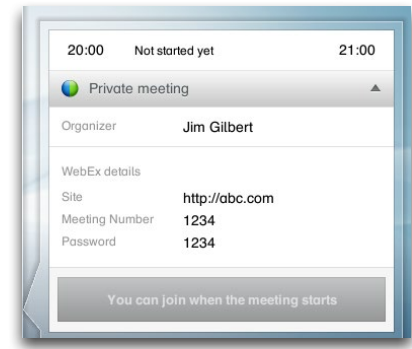 20:00 Not started yet 21:00
Private meeting
Organizer Jim Gilbert
WebEx details
Site http://abc.com
Meeting Number 1234
Password 1234
You can join when the meeting starts